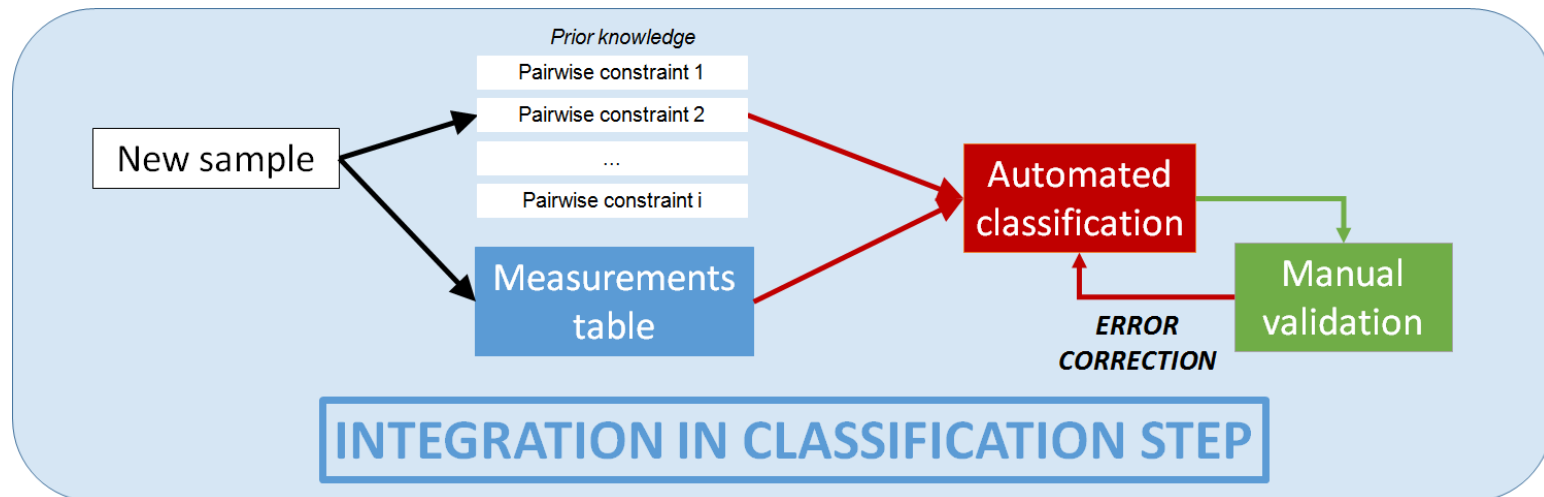 Prior knowledge
Pairwise constraint 1
Pairwise constraint 2
...
Pairwise constraint i
New sample
Measurements
table
Automated
classification
Manual
validation
ERROR
CORRECTION
INTEGRATION IN CLASSIFICATION STEP